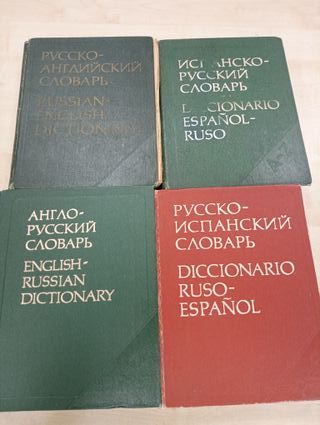 РУССКО-
АНГЛИЙСКИЙ
СЛОВАРЬ
RUSSIAN-
ENGLISH
DICTIONARY
ИСПАНСКО-
РУССКИЙ
СЛОВАРЬ
DICCIONARIO
ESPAÑOL-
RUSO
АНГЛО-
РУССКИЙ
СЛОВАРЬ
ENGLISH-
RUSSIAN
DICTIONARY
РУССКО-
ИСПАНСКИЙ
СЛОВАРЬ
DICCIONARIO
RUSO-
ESPAÑOL